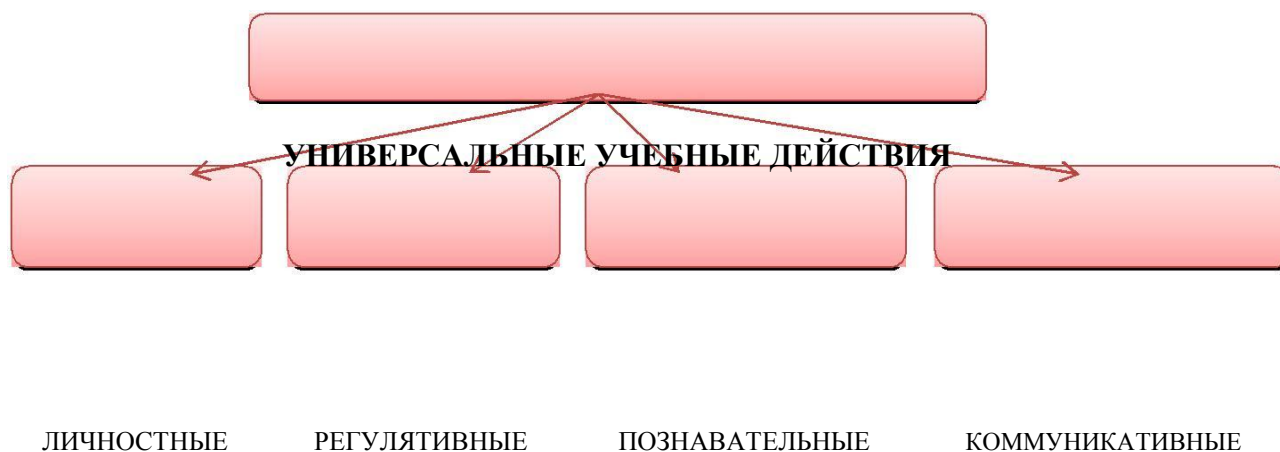 УНИВЕРСАЛЬНЫЕ УЧЕБНЫЕ ДЕЙСТВИЯ
ЛИЧНОСТНЫЕ РЕГУЛЯТИВНЫЕ ПОЗНАВАТЕЛЬНЫЕ КОММУНИКАТИВНЫЕ